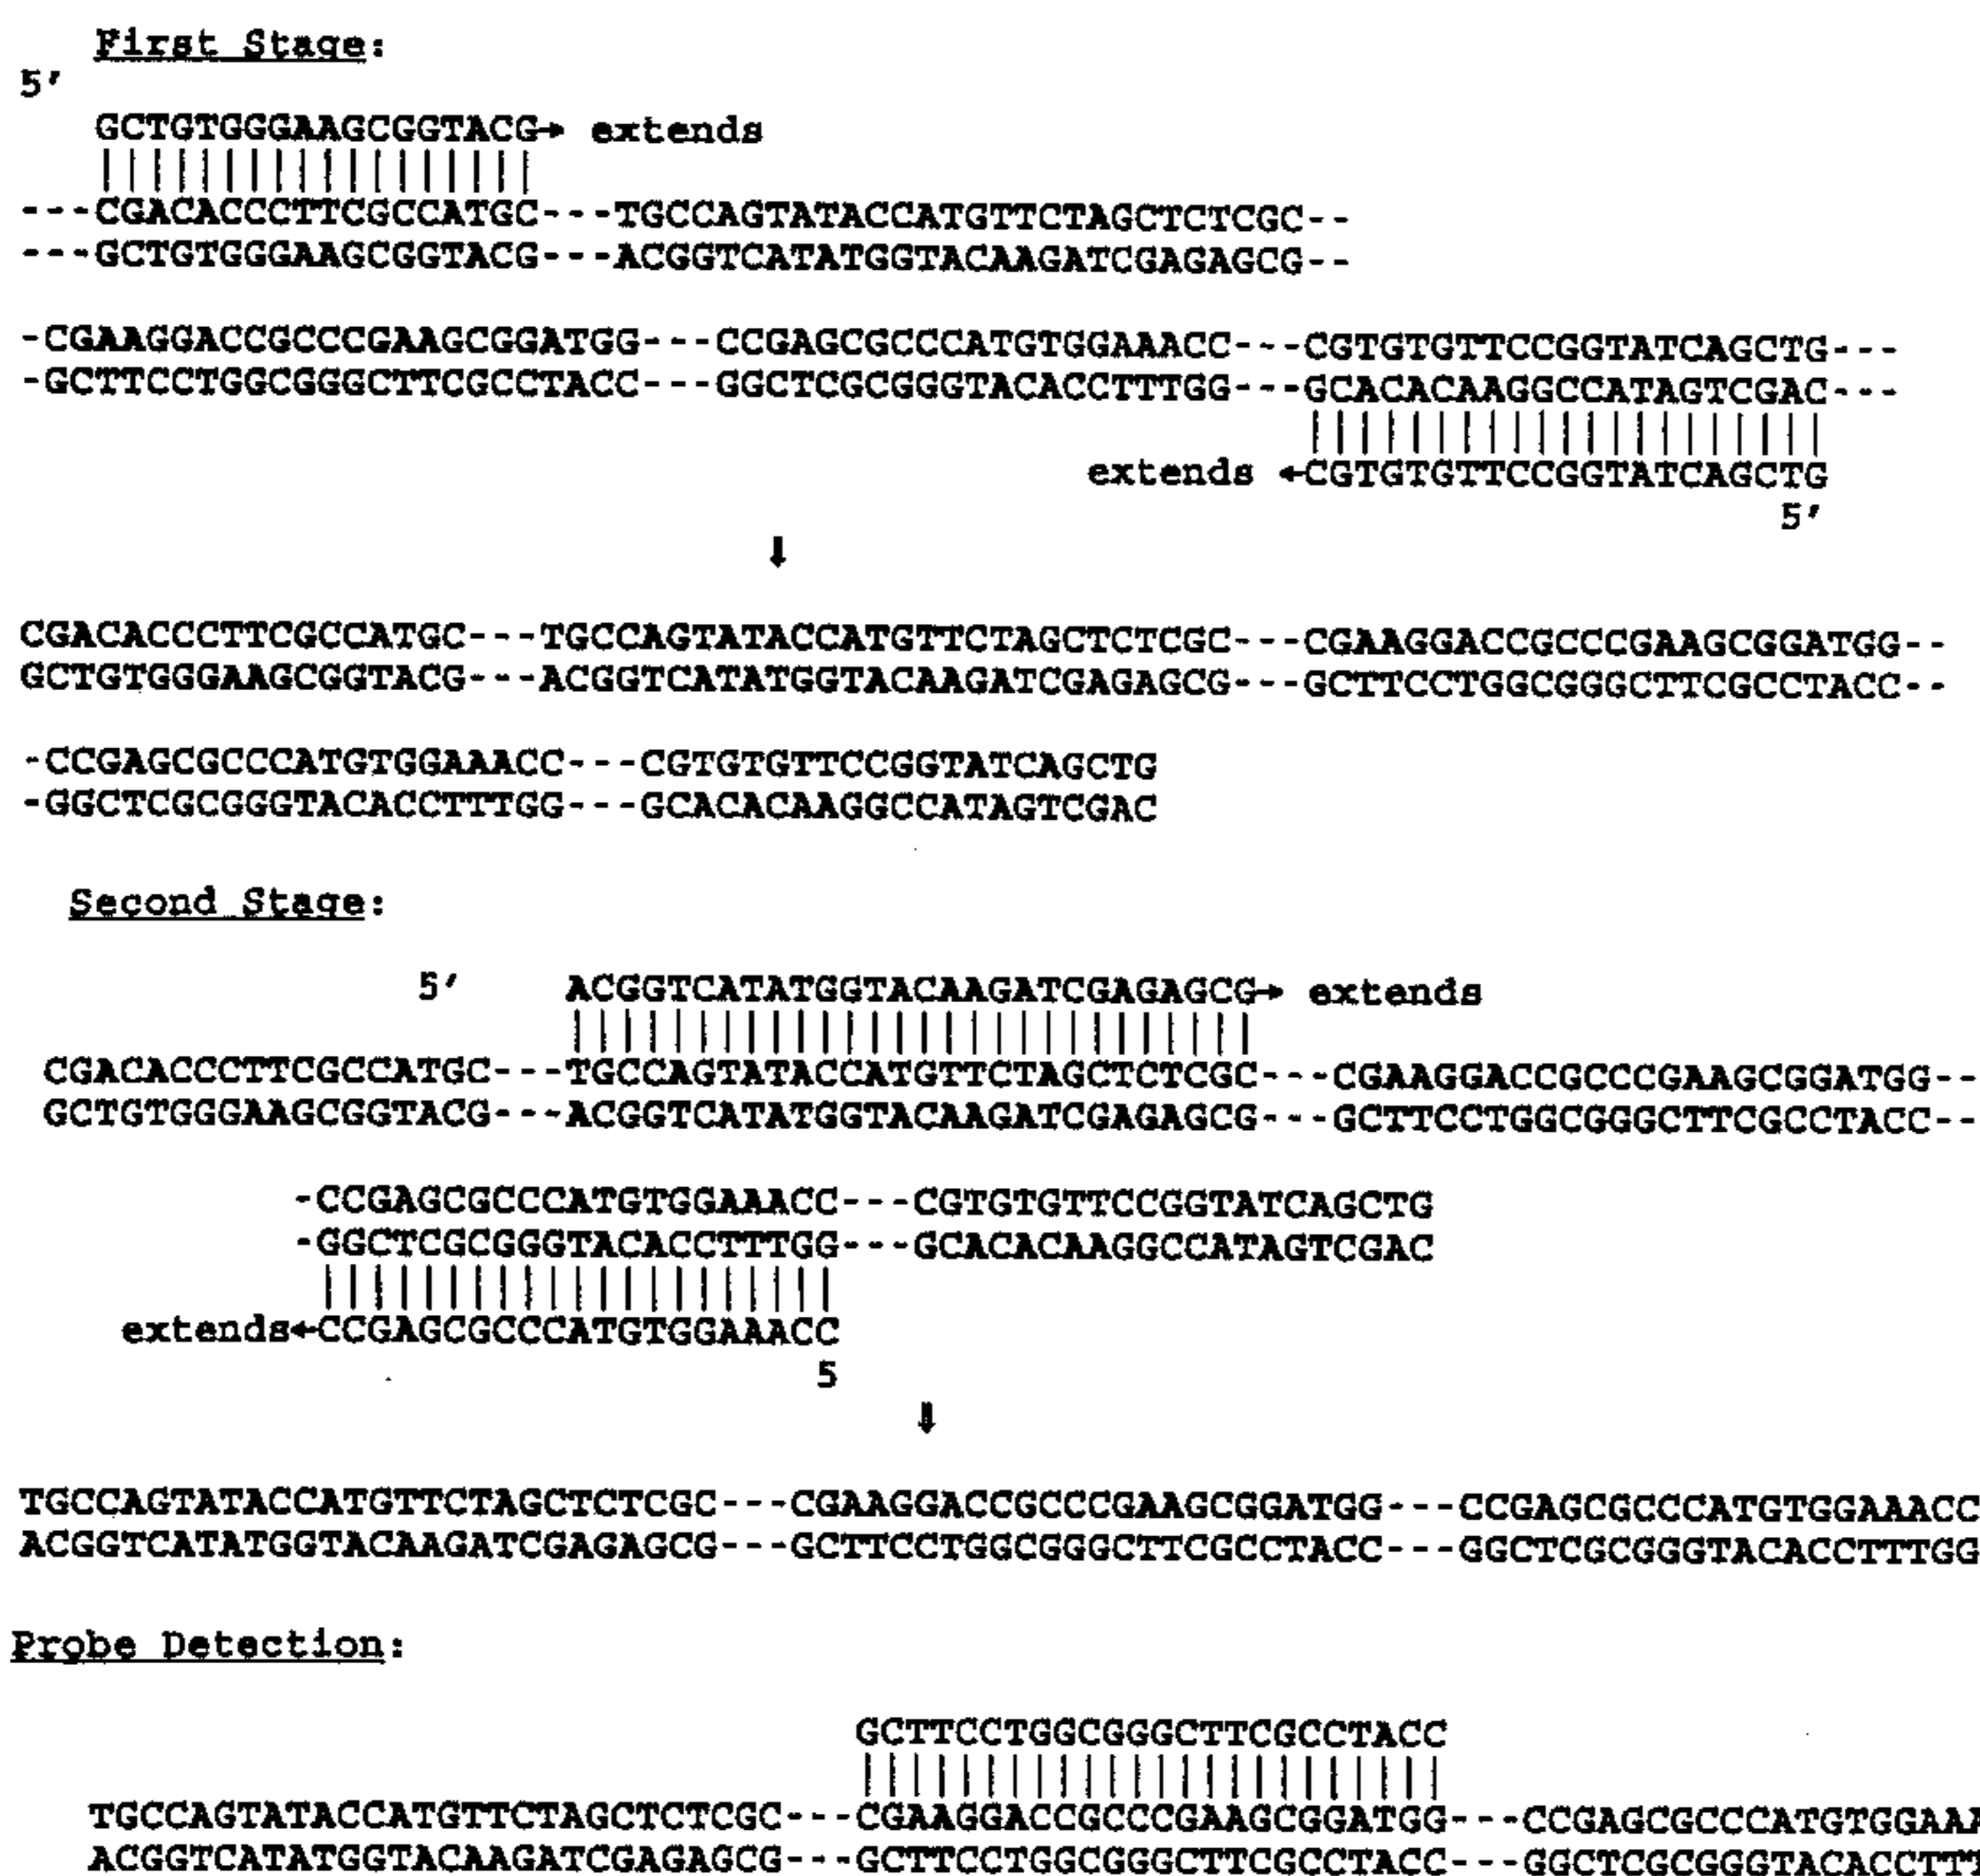 First Stage:
5'
GCTGTGGGAAGCGGTACG→ extends
---CGACACCCTTCGCCATGC---TGCCAGTATACCATGTTCTAGCTCTCGC--
---GCTGTGGGAAGCGGTACG---ACGGTCATATGGTACAAGATCGAGAGCG--
-CGAAGGACCGCCCGAAGCGGATGG---CCGAGCGCCCATGTGGAAACC---CGTGTGTTCCGGTATCAGCTG---
-GCTTCCTGGCGGGCTTCGCCTACC---GGCTCGCGGGTACACCTTTGG---GCACACAAGGCCATAGTCGAC---
extends ←CGTGTGTTCCGGTATCAGCTG
5'
⬇
CGACACCCTTCGCCATGC---TGCCAGTATACCATGTTCTAGCTCTCGC---CGAAGGACCGCCCGAAGCGGATGG--
GCTGTGGGAAGCGGTACG---ACGGTCATATGGTACAAGATCGAGAGCG---GCTTCCTGGCGGGCTTCGCCTACC--
-CCGAGCGCCCATGTGGAAACC---CGTGTGTTCCGGTATCAGCTG
-GGCTCGCGGGTACACCTTTGG---GCACACAAGGCCATAGTCGAC
Second Stage:
5' ACGGTCATATGGTACAAGATCGAGAGCG→ extends
CGACACCCTTCGCCATGC---TGCCAGTATACCATGTTCTAGCTCTCGC---CGAAGGACCGCCCGAAGCGGATGG--
GCTGTGGGAAGCGGTACG---ACGGTCATATGGTACAAGATCGAGAGCG---GCTTCCTGGCGGGCTTCGCCTACC--
-CCGAGCGCCCATGTGGAAACC---CGTGTGTTCCGGTATCAGCTG
-GGCTCGCGGGTACACCTTTGG---GCACACAAGGCCATAGTCGAC
extends←CCGAGCGCCCATGTGGAAACC
5
⬇
TGCCAGTATACCATGTTCTAGCTCTCGC---CGAAGGACCGCCCGAAGCGGATGG---CCGAGCGCCCATGTGGAAACC
ACGGTCATATGGTACAAGATCGAGAGCG---GCTTCCTGGCGGGCTTCGCCTACC---GGCTCGCGGGTACACCTTTGG
Probe Detection:
GCTTCCTGGCGGGCTTCGCCTACC
TGCCAGTATACCATGTTCTAGCTCTCGC---CGAAGGACCGCCCGAAGCGGATGG---CCGAGCGCCCATGTGGAAA
ACGGTCATATGGTACAAGATCGAGAGCG---GCTTCCTGGCGGGCTTCGCCTACC---GGCTCGCGGGTACACCTTT